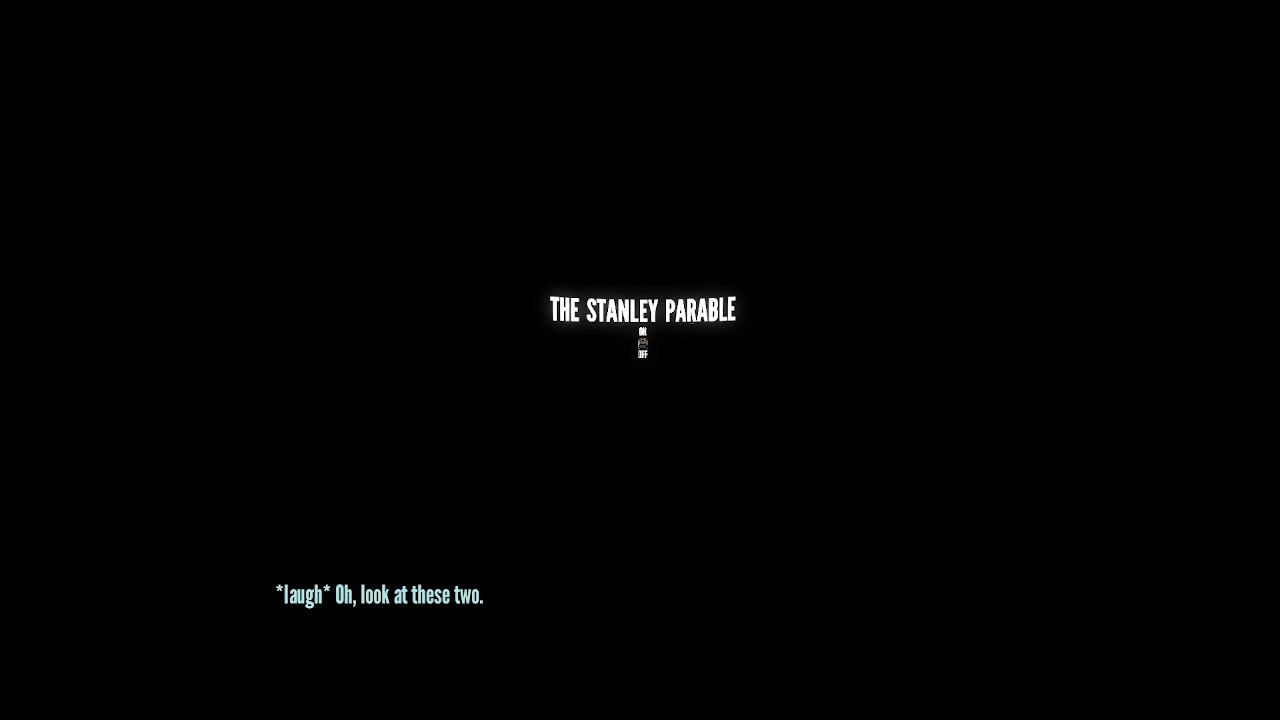 THE STANLEY PARABLE
ON
OFF
*laugh* Oh, look at these two.